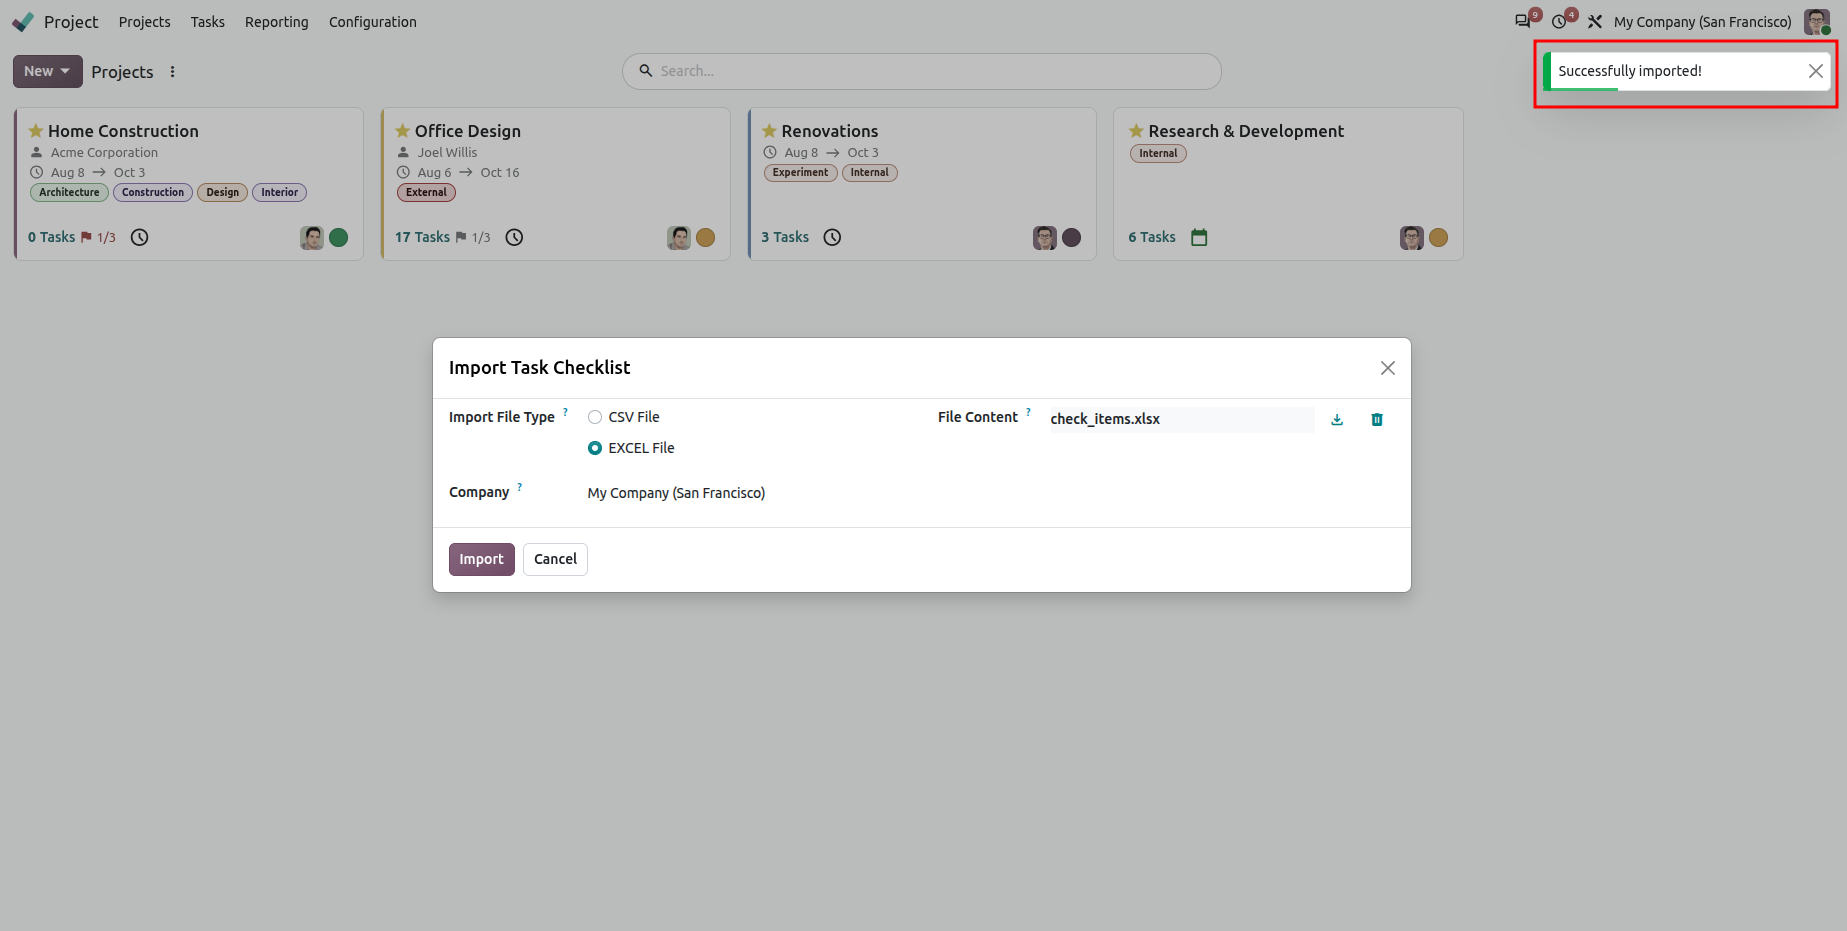 Project Projects Tasks Reporting Configuration 9 4 My Company (San Francisco)
New Projects Search... Successfully imported!
Home Construction
Acme Corporation
Aug 8 → Oct 3
Architecture Construction Design Interior
0 Tasks 1/3
Office Design
Joel Willis
Aug 6 → Oct 16
External
17 Tasks 1/3
Renovations
Aug 8 → Oct 3
Experiment Internal
3 Tasks
Research & Development
Internal
6 Tasks
Import Task Checklist
Import File Type ? CSV File
EXCEL File
File Content ? check_items.xlsx
Company ? My Company (San Francisco)
Import Cancel